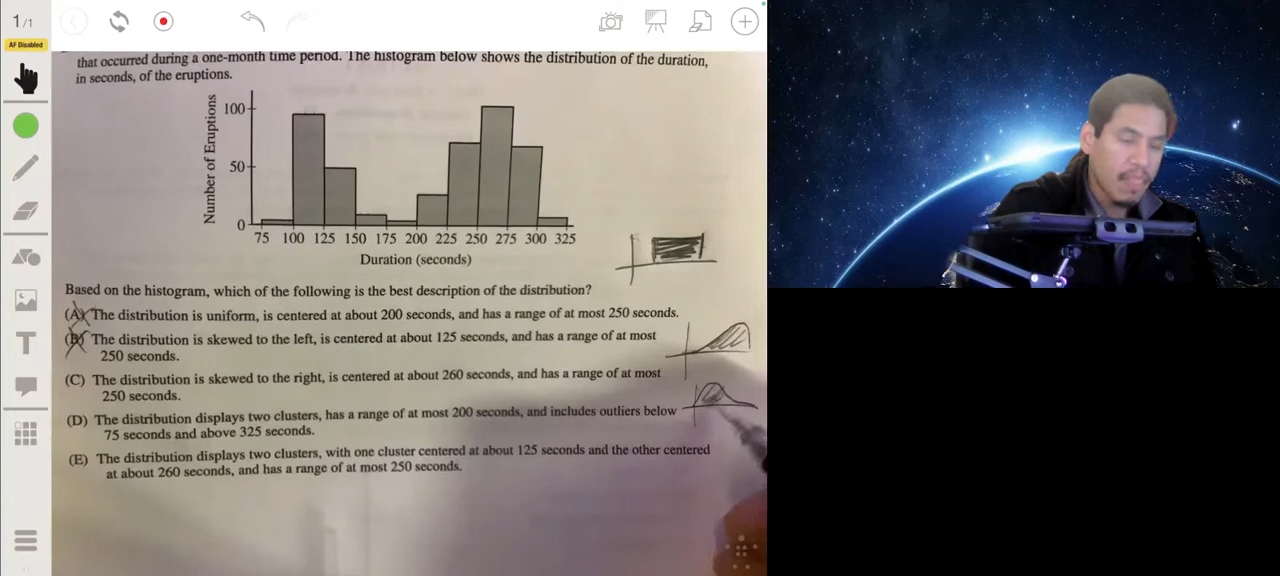 1/1
AF Disabled
that occurred during a one-month time period. The histogram below shows the distribution of the duration,
in seconds, of the eruptions.
Number of Eruptions
100
50
0
75 100 125 150 175 200 225 250 275 300 325
Duration (seconds)
Based on the histogram, which of the following is the best description of the distribution?
(A) The distribution is uniform, is centered at about 200 seconds, and has a range of at most 250 seconds.
(B) The distribution is skewed to the left, is centered at about 125 seconds, and has a range of at most
250 seconds.
(C) The distribution is skewed to the right, is centered at about 260 seconds, and has a range of at most
250 seconds.
(D) The distribution displays two clusters, has a range of at most 200 seconds, and includes outliers below
75 seconds and above 325 seconds.
(E) The distribution displays two clusters, with one cluster centered at about 125 seconds and the other centered
at about 260 seconds, and has a range of at most 250 seconds.
T